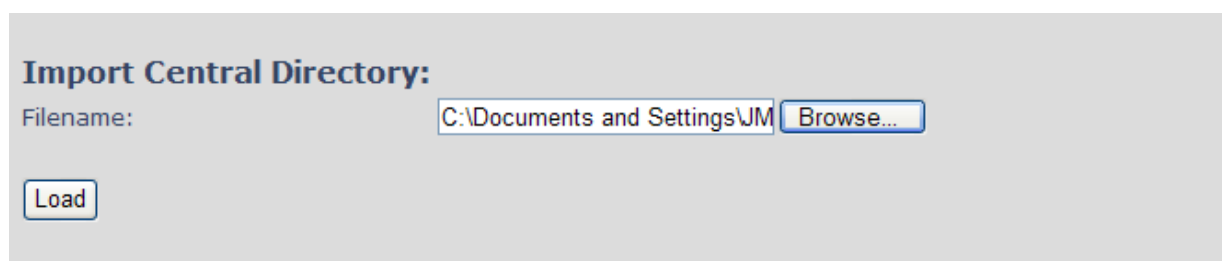 Import Central Directory:
Filename: C:\Documents and Settings\JM Browse...
Load